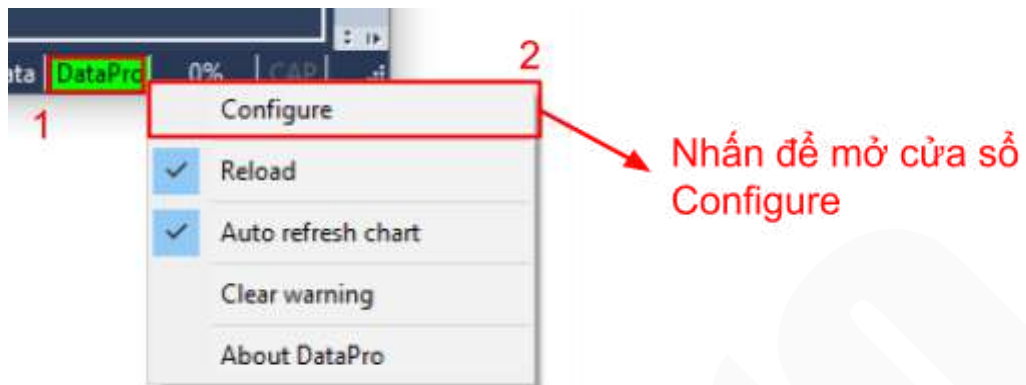 ata DataPro 0% CAP
1
2
Configure
Reload
Auto refresh chart
Clear warning
About DataPro
Nhấn để mở cửa sổ
Configure